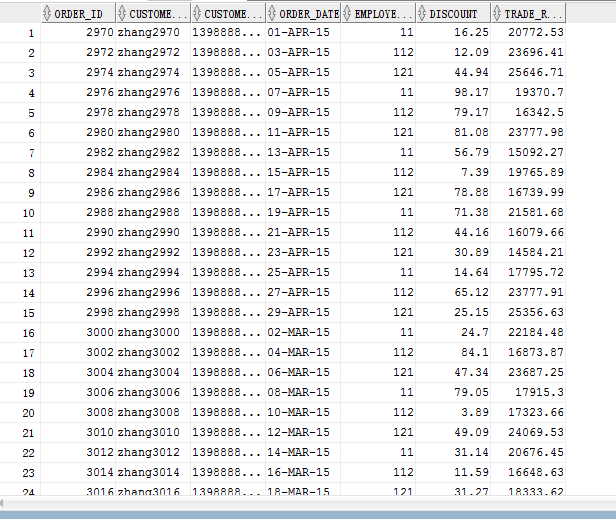 ORDER_ID CUSTOME... CUSTOME... ORDER_DATE EMPLOYE... DISCOUNT TRADE_R...
1 2970 zhang2970 1398888... 01-APR-15 11 16.25 20772.53
2 2972 zhang2972 1398888... 03-APR-15 112 12.09 23696.41
3 2974 zhang2974 1398888... 05-APR-15 121 44.94 25646.71
4 2976 zhang2976 1398888... 07-APR-15 11 98.17 19370.7
5 2978 zhang2978 1398888... 09-APR-15 112 79.17 16342.5
6 2980 zhang2980 1398888... 11-APR-15 121 81.08 23777.98
7 2982 zhang2982 1398888... 13-APR-15 11 56.79 15092.27
8 2984 zhang2984 1398888... 15-APR-15 112 7.39 19765.89
9 2986 zhang2986 1398888... 17-APR-15 121 78.88 16739.99
10 2988 zhang2988 1398888... 19-APR-15 11 71.38 21581.68
11 2990 zhang2990 1398888... 21-APR-15 112 44.16 16079.66
12 2992 zhang2992 1398888... 23-APR-15 121 30.89 14584.21
13 2994 zhang2994 1398888... 25-APR-15 11 14.64 17795.72
14 2996 zhang2996 1398888... 27-APR-15 112 65.12 23777.91
15 2998 zhang2998 1398888... 29-APR-15 121 25.15 25356.63
16 3000 zhang3000 1398888... 02-MAR-15 11 24.7 22184.48
17 3002 zhang3002 1398888... 04-MAR-15 112 84.1 16873.87
18 3004 zhang3004 1398888... 06-MAR-15 121 47.34 23687.25
19 3006 zhang3006 1398888... 08-MAR-15 11 79.05 17915.3
20 3008 zhang3008 1398888... 10-MAR-15 112 3.89 17323.66
21 3010 zhang3010 1398888... 12-MAR-15 121 49.09 24069.53
22 3012 zhang3012 1398888... 14-MAR-15 11 31.14 20676.45
23 3014 zhang3014 1398888... 16-MAR-15 112 11.59 16648.63
24 3016 zhang3016 1398888... 18-MAR-15 121 31.27 18333.62